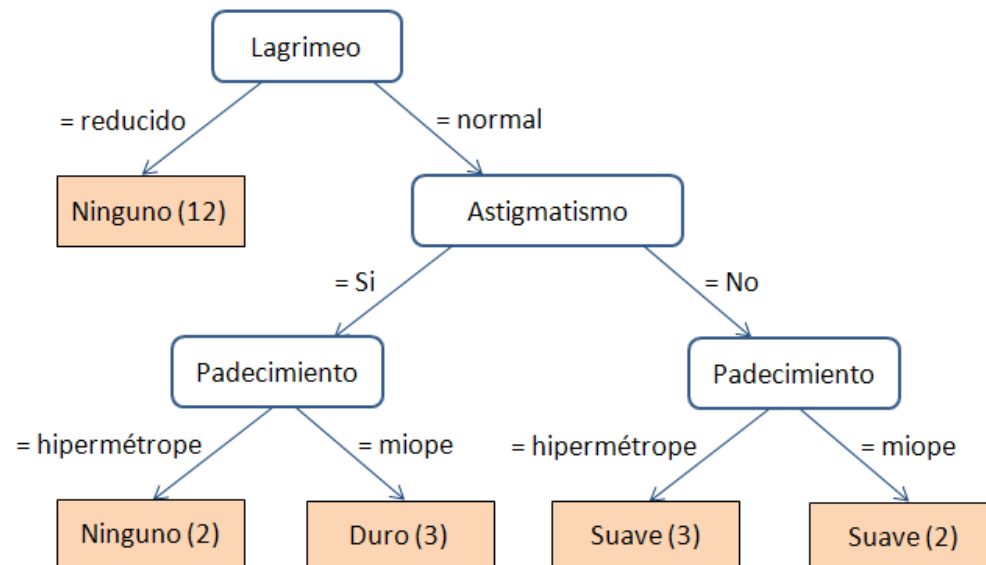 Lagrimeo
= reducido
= normal
Ninguno (12)
Astigmatismo
= Si
= No
Padecimiento
Padecimiento
= hipermétrope
= miope
= hipermétrope
= miope
Ninguno (2)
Duro (3)
Suave (3)
Suave (2)